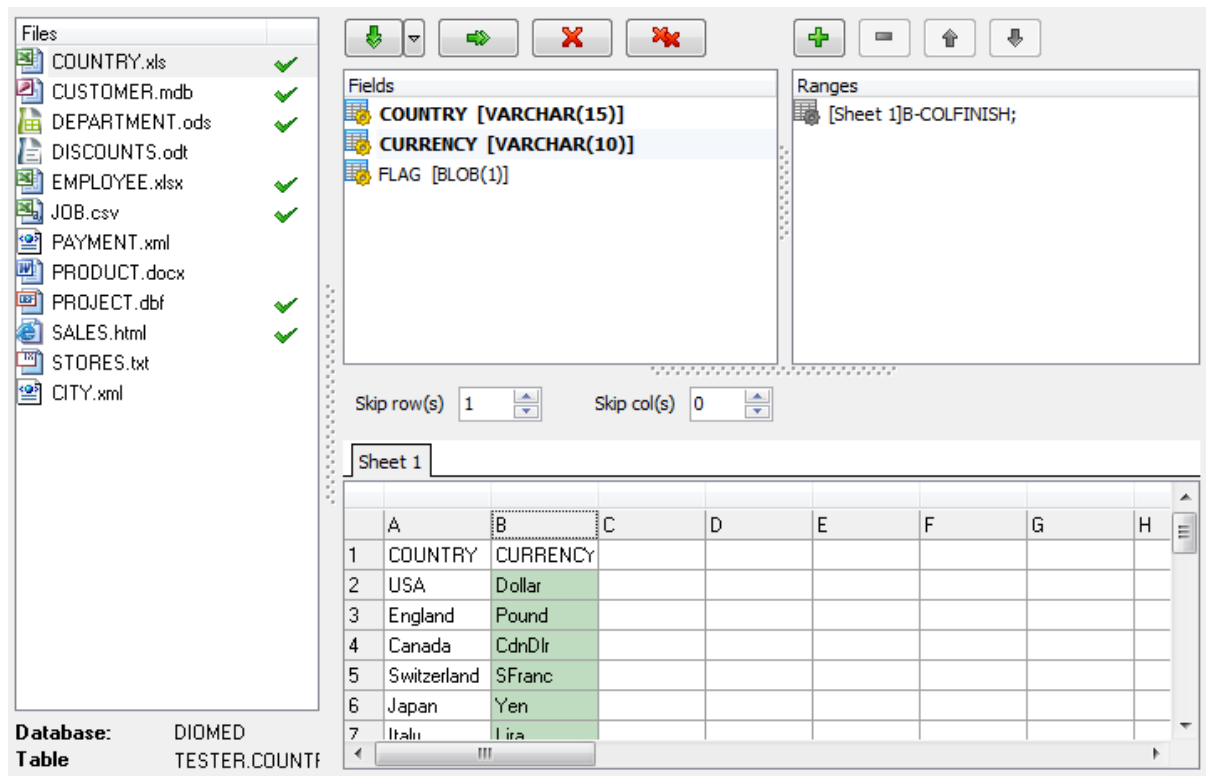 Files
COUNTRY.xls
CUSTOMER.mdb
DEPARTMENT.ods
DISCOUNTS.odt
EMPLOYEE.xlsx
JOB.csv
PAYMENT.xml
PRODUCT.docx
PROJECT.dbf
SALES.html
STORES.txt
CITY.xml
Database: DIOMED
Table TESTER.COUNTF
Fields
COUNTRY [VARCHAR(15)]
CURRENCY [VARCHAR(10)]
FLAG [BLOB(1)]
Ranges
[Sheet 1]B-COLFINISH;
Skip row(s) 1 Skip col(s) 0
Sheet 1
A B C D E F G H
1 COUNTRY CURRENCY
2 USA Dollar
3 England Pound
4 Canada CdnDlr
5 Switzerland SFranc
6 Japan Yen
7 Italy Lira